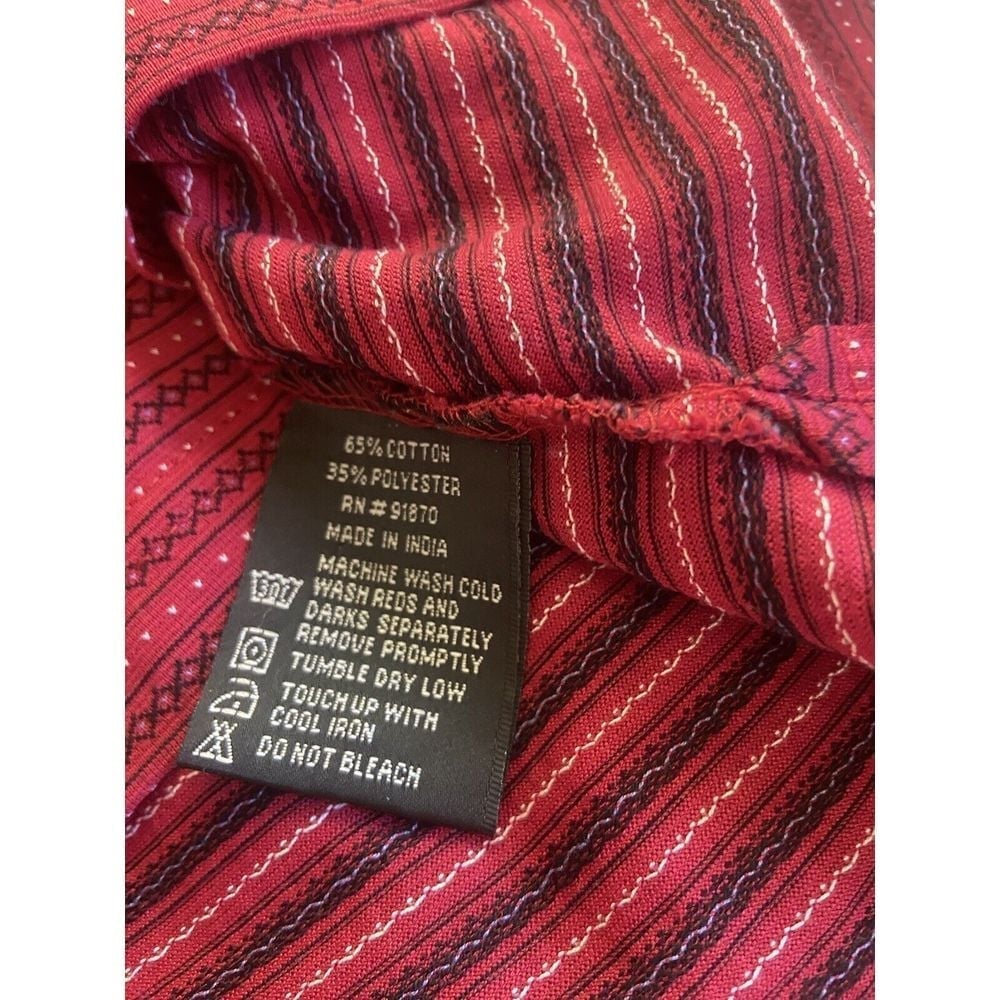 65% COTTON
35% POLYESTER
RN # 91870
MADE IN INDIA
MACHINE WASH COLD
WASH REDS AND
DARKS SEPARATELY
REMOVE PROMPTLY
TUMBLE DRY LOW
TOUCH UP WITH
COOL IRON
DO NOT BLEACH